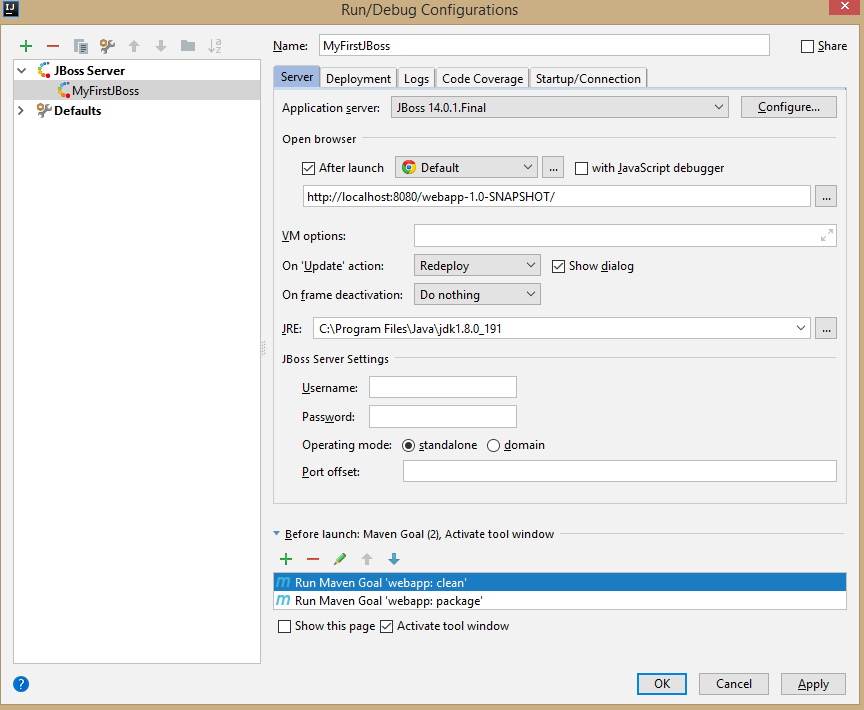 IJ
Run/Debug Configurations
Name: MyFirstJBoss Share
JBoss Server
MyFirstJBoss
Defaults
Server Deployment Logs Code Coverage Startup/Connection
Application server: JBoss 14.0.1.Final Configure...
Open browser
After launch Default ... with JavaScript debugger
http://localhost:8080/webapp-1.0-SNAPSHOT/ ...
VM options:
On 'Update' action: Redeploy Show dialog
On frame deactivation: Do nothing
JRE: C:\Program Files\Java\jdk1.8.0_191 ...
JBoss Server Settings
Username:
Password:
Operating mode: standalone domain
Port offset:
Before launch: Maven Goal (2), Activate tool window
Run Maven Goal 'webapp: clean'
Run Maven Goal 'webapp: package'
Show this page Activate tool window
? OK Cancel Apply